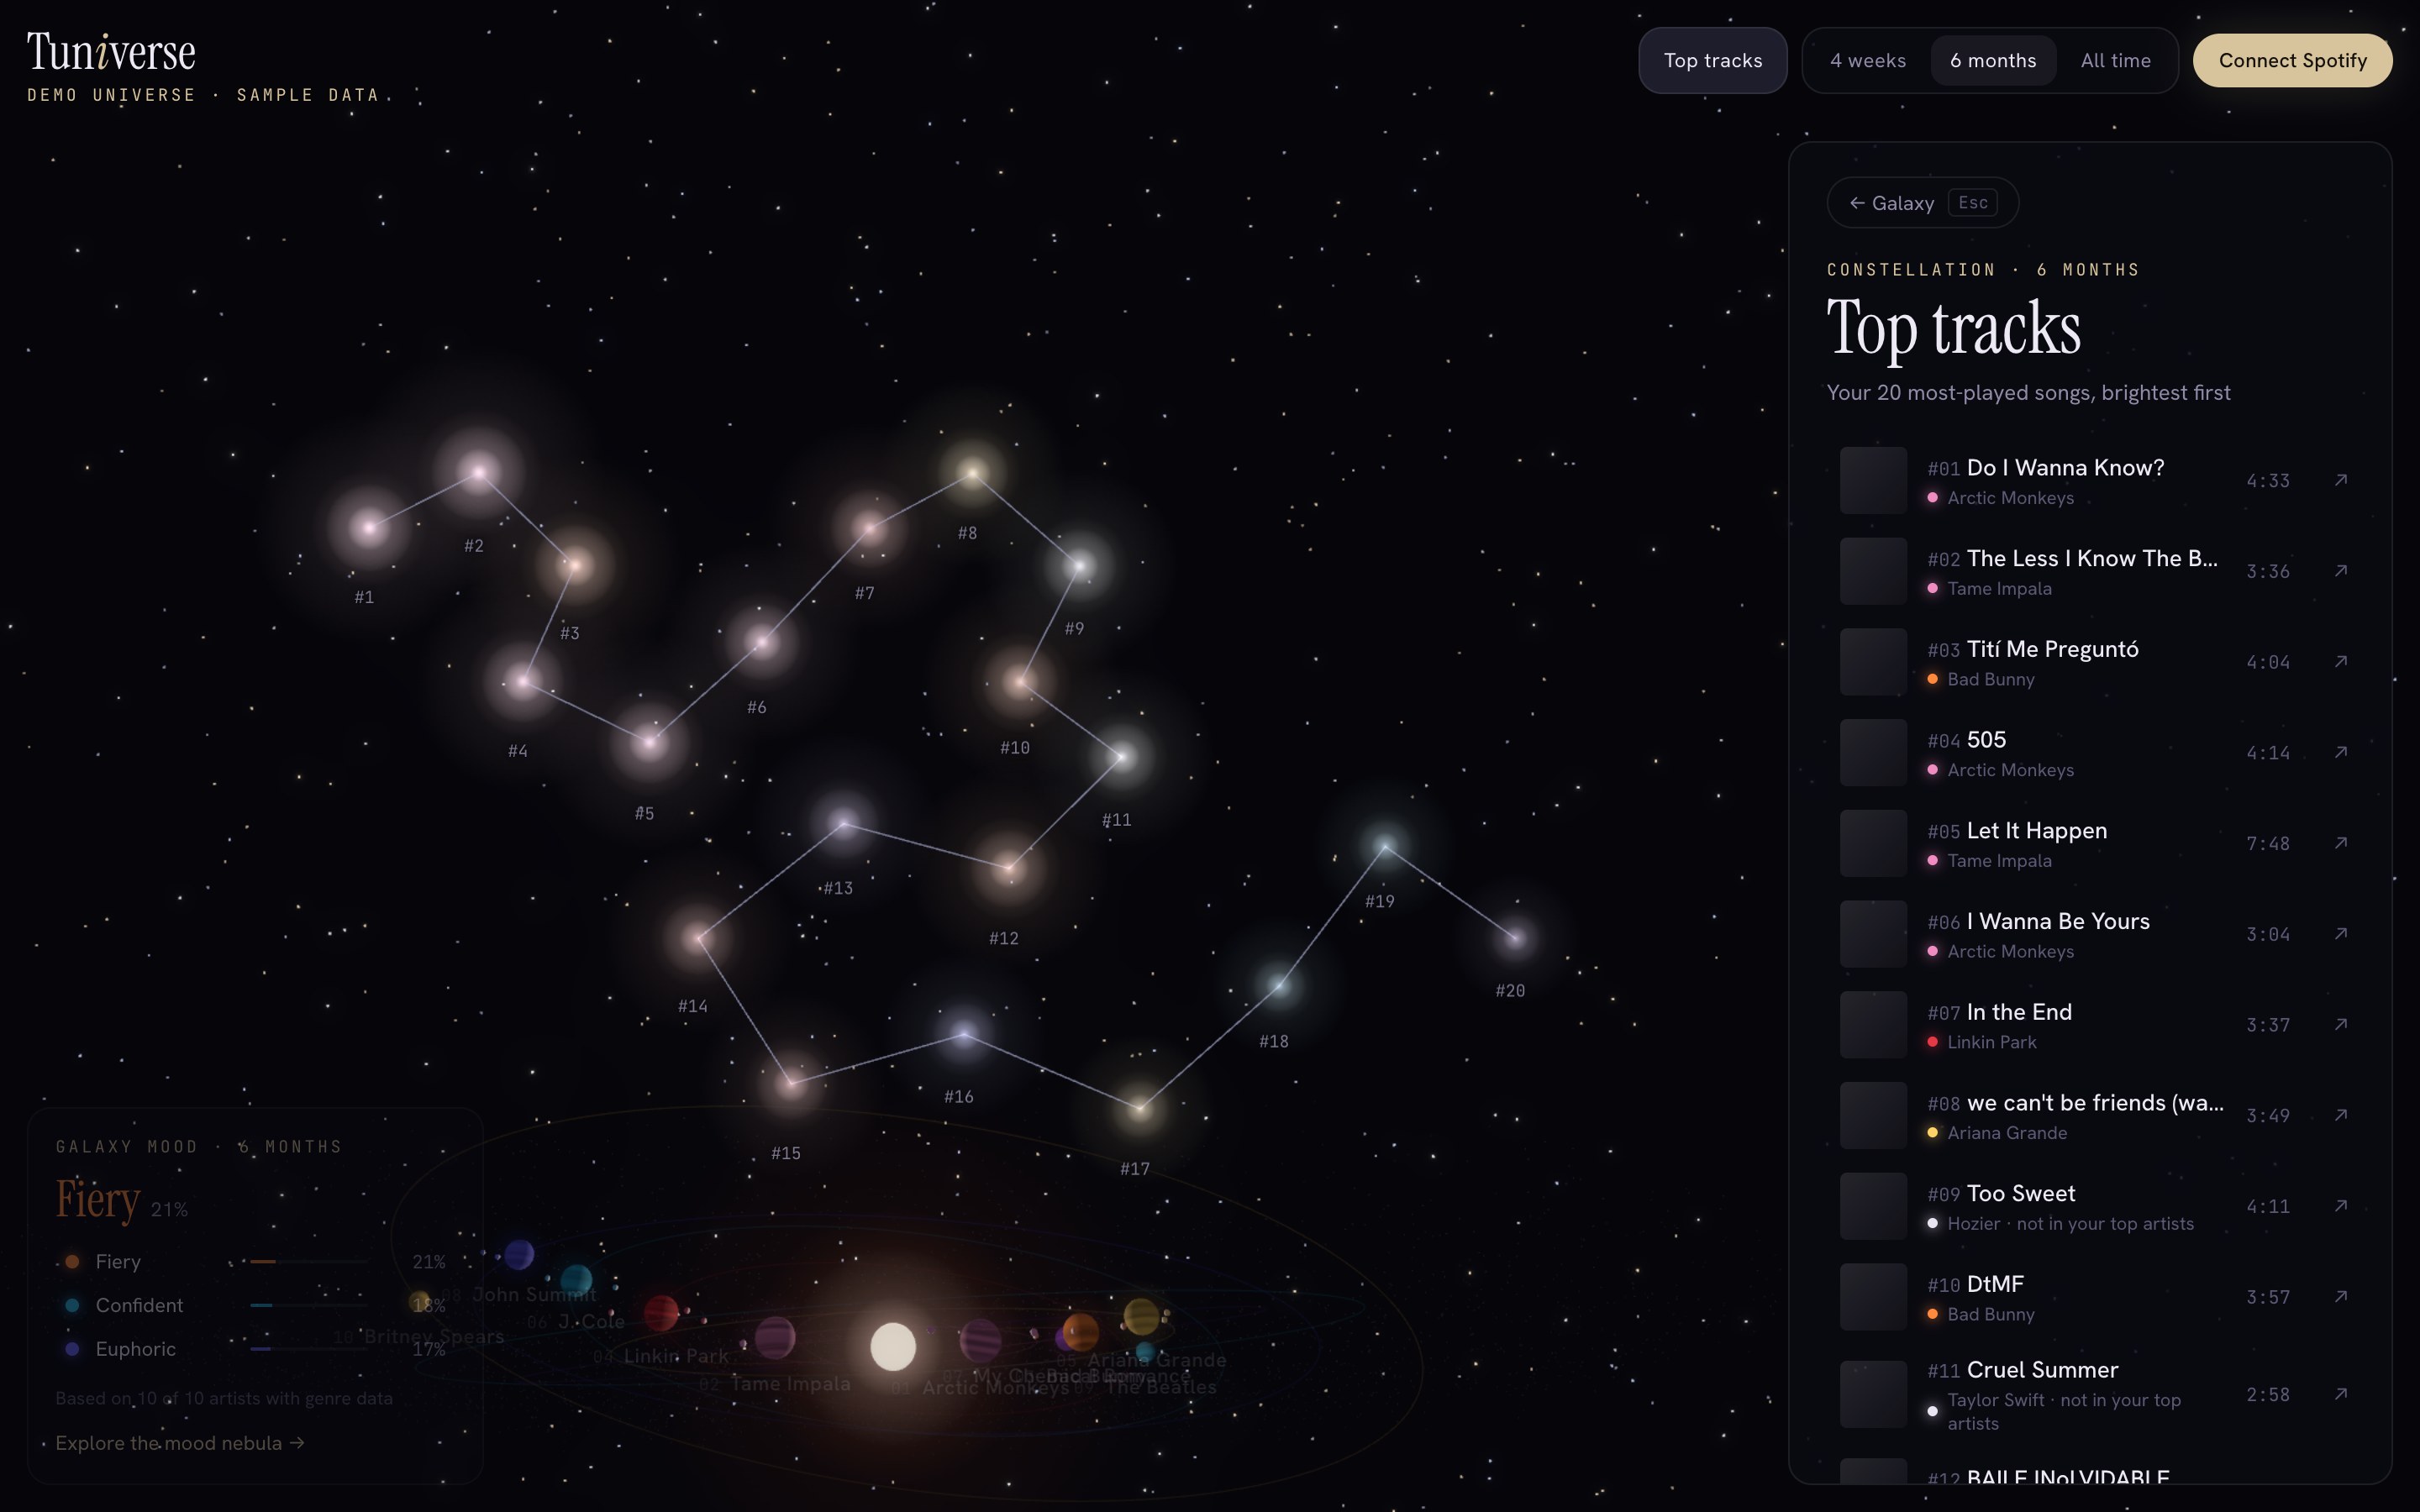 Tuniverse
DEMO UNIVERSE · SAMPLE DATA
Top tracks
4 weeks
6 months
All time
Connect Spotify
#1
#2
#3
#4
#5
#6
#7
#8
#9
#10
#11
#12
#13
#14
#15
#16
#17
#18
#19
#20
GALAXY MOOD · 6 MONTHS
Fiery 21%
Fiery 21%
Confident 18%
Euphoric 17%
Based on 10 of 10 artists with genre data
Explore the mood nebula →
08 John Summit
06 J. Cole
10 Britney Spears
04 Linkin Park
02 Tame Impala
01 Arctic Monkeys
07 My Chemical Romance
Bad Bunny
05 Ariana Grande
09 The Beatles
← Galaxy Esc
CONSTELLATION · 6 MONTHS
Top tracks
Your 20 most-played songs, brightest first
#01 Do I Wanna Know? 4:33 ↗
Arctic Monkeys
#02 The Less I Know The B... 3:36 ↗
Tame Impala
#03 Tití Me Preguntó 4:04 ↗
Bad Bunny
#04 505 4:14 ↗
Arctic Monkeys
#05 Let It Happen 7:48 ↗
Tame Impala
#06 I Wanna Be Yours 3:04 ↗
Arctic Monkeys
#07 In the End 3:37 ↗
Linkin Park
#08 we can't be friends (wa... 3:49 ↗
Ariana Grande
#09 Too Sweet 4:11 ↗
Hozier · not in your top artists
#10 DtMF 3:57 ↗
Bad Bunny
#11 Cruel Summer 2:58 ↗
Taylor Swift · not in your top
artists
#12 BAILE INoLVIDABLE